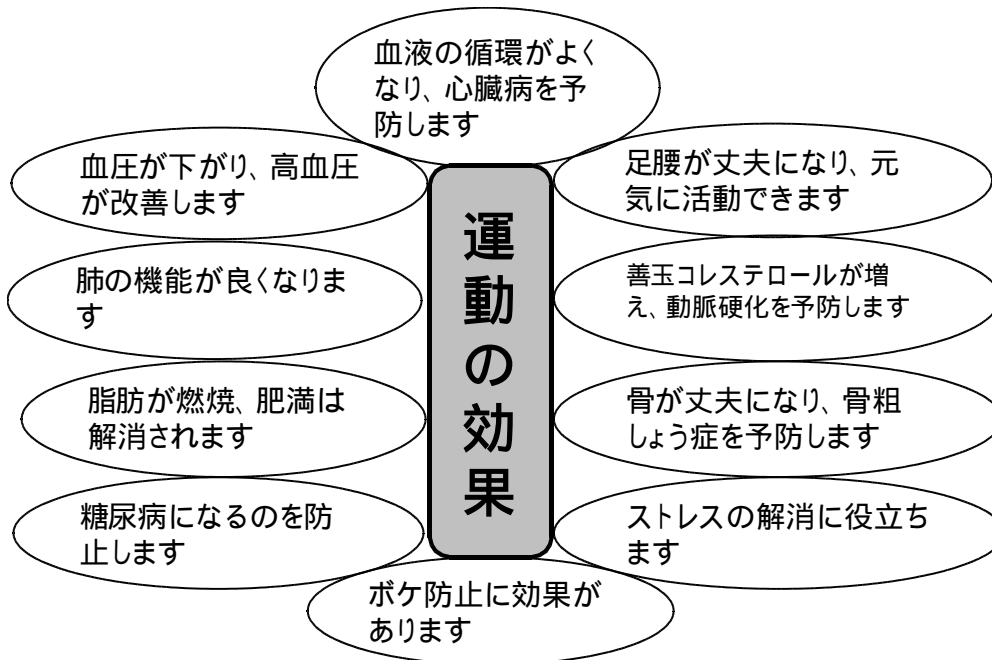 血液の循環がよく
なり、心臓病を予
防します
血圧が下がり、高血圧
が改善します
足腰が丈夫になり、元
気に活動できます
運動の効果
肺の機能が良くなりま
す
善玉コレステロールが増
え、動脈硬化を予防します
脂肪が燃焼、肥満は
解消されます
骨が丈夫になり、骨粗
しょう症を予防します
糖尿病になるのを防
止します
ストレスの解消に役立ち
ます
ボケ防止に効果が
あります